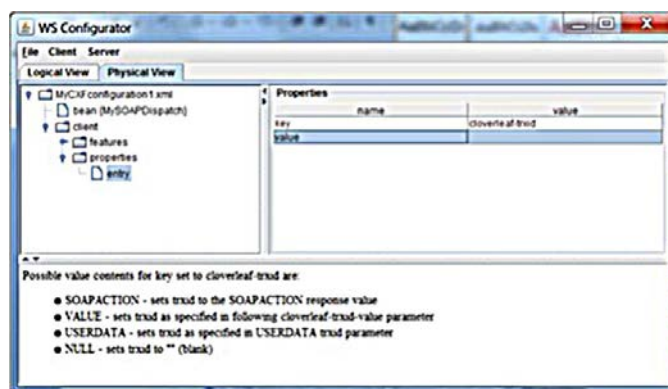 WS Configurator
File Client Server
Logical View Physical View
MyCXFconfiguration1.xml
bean {MySOAPDispatch}
client
features
properties
entry
Properties
name value
key cloverleaf-trxid
value
Possible value contents for key set to cloverleaf-trxid are:
● SOAPACTION - sets trxid to the SOAPACTION response value
● VALUE - sets trxid as specified in following cloverleaf-trxid-value parameter
● USERDATA - sets trxid as specified in USERDATA trxid parameter
● NULL - sets trxid to "" (blank)